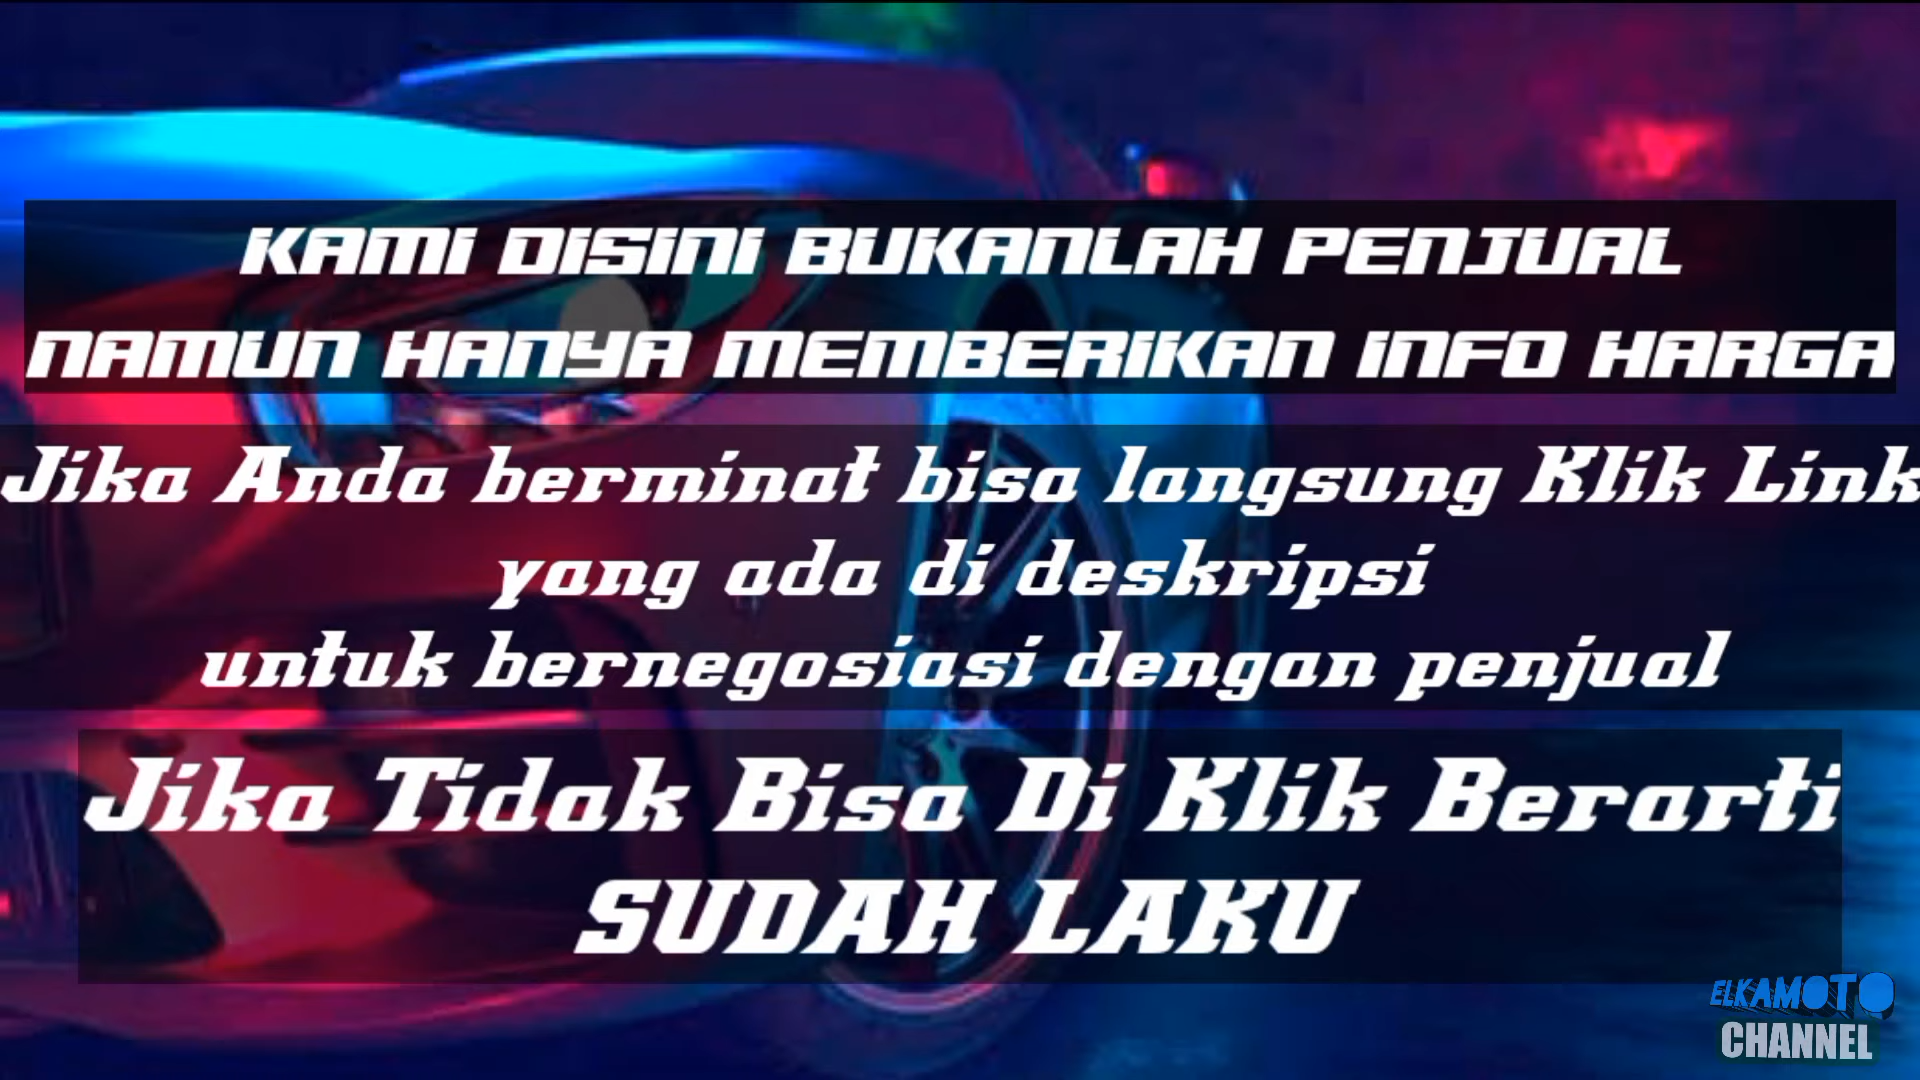 KAMI DISINI BUKANLAH PENJUAL
NAMUN HANYA MEMBERIKAN INFO HARGA
Jika Anda berminat bisa langsung Klik Link
yang ada di deskripsi
untuk bernegosiasi dengan penjual
Jika Tidak Bisa Di Klik Berarti
SUDAH LAKU
ELKAMOTO
CHANNEL